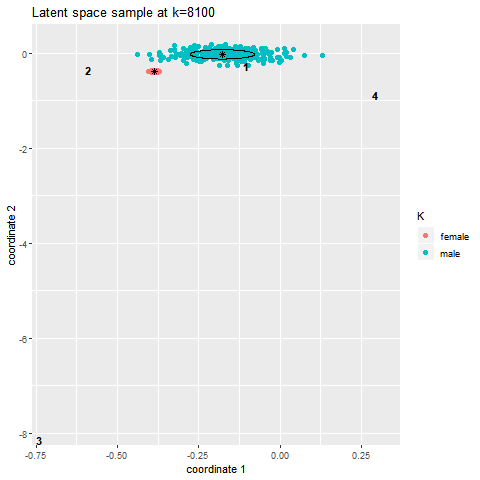 Latent space sample at k=8100
0
2
1
4
-2
coordinate 2
-4
-6
-8
3
-0.75
-0.50
-0.25
0.00
0.25
coordinate 1
K
female
male